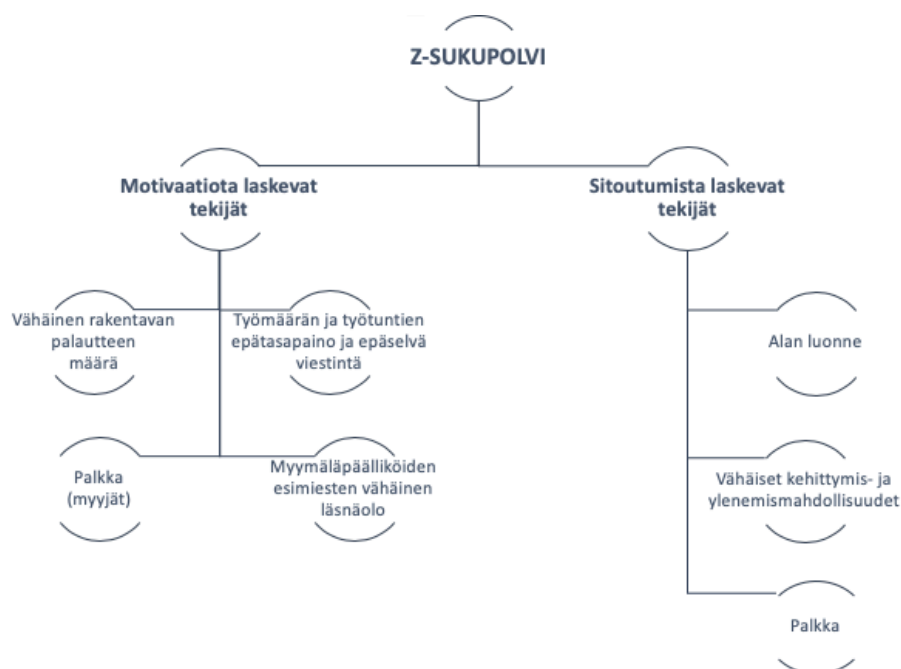 Z-SUKUPOLVI
Motivaatiota laskevat
tekijät
Sitoutumista laskevat
tekijät
Vähäinen rakentavan
palautteen
määrä
Työmäärän ja työtuntien
epätasapaino ja epäselvä
viestintä
Alan luonne
Palkka
(myyjät)
Myymäläpäälliköiden
esimiesten vähäinen
läsnäolo
Vähäiset kehittymis- ja
ylenemismahdollisuudet
Palkka